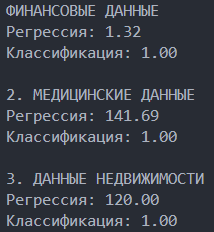 ФИНАНСОВЫЕ ДАННЫЕ
Регрессия: 1.32
Классификация: 1.00
2. МЕДИЦИНСКИЕ ДАННЫЕ
Регрессия: 141.69
Классификация: 1.00
3. ДАННЫЕ НЕДВИЖИМОСТИ
Регрессия: 120.00
Классификация: 1.00